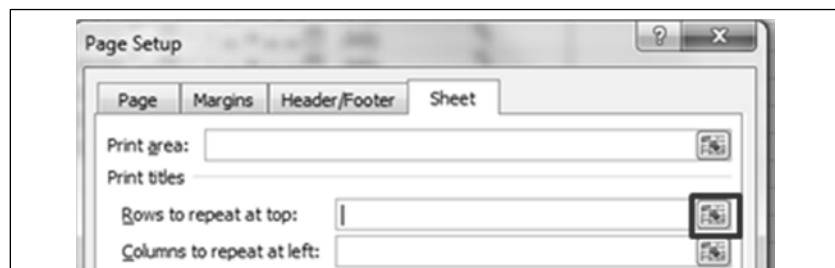 Page Setup
Page Margins Header/Footer Sheet
Print area:
Print titles
Rows to repeat at top:
Columns to repeat at left: